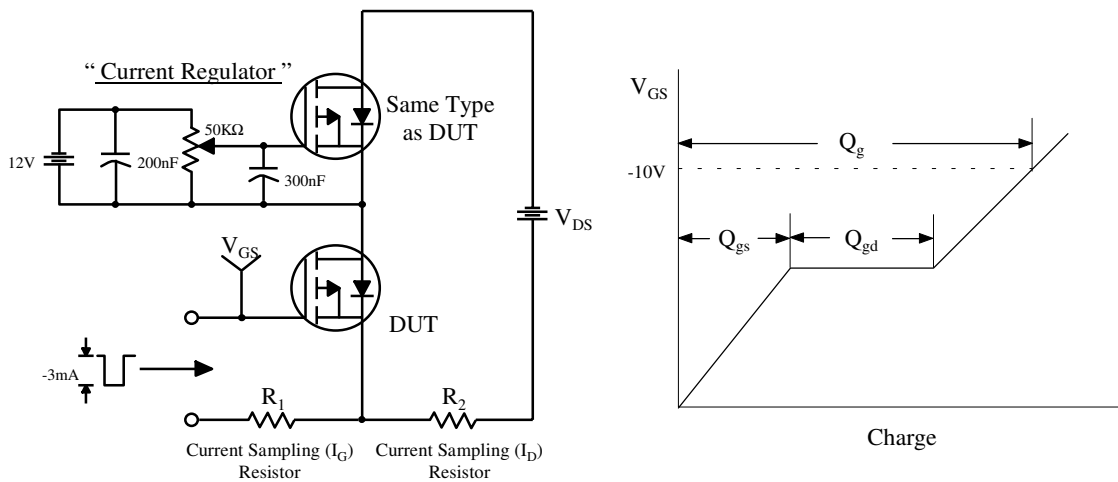 “ Current Regulator ”
Same Type
as DUT
50KΩ
12V
200nF
300nF
V_GS
DUT
V_DS
-3mA
R_1
R_2
Current Sampling (I_G)
Resistor
Current Sampling (I_D)
Resistor
V_GS
Q_g
-10V
Q_gs
Q_gd
Charge